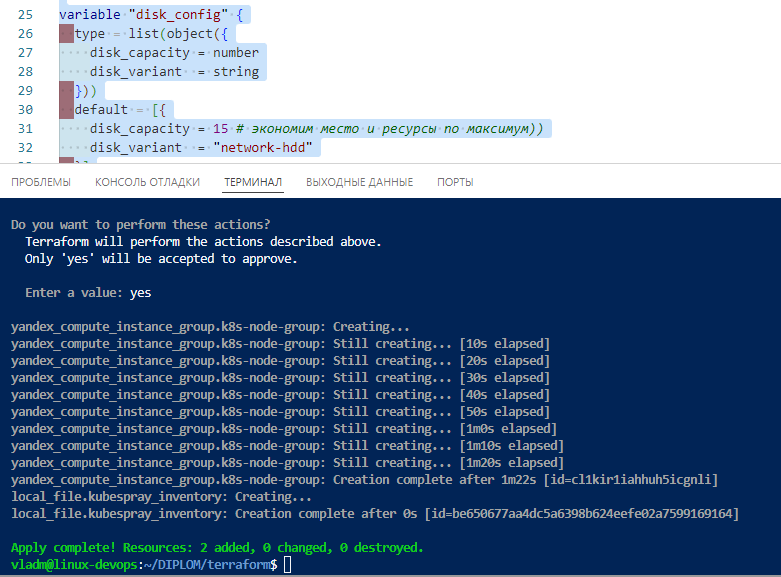 25 variable "disk_config" {
26 type = list(object({
27 disk_capacity = number
28 disk_variant = string
29 }))
30 default = [{
31 disk_capacity = 15 # экономим место и ресурсы по максимум))
32 disk_variant = "network-hdd"
ПРОБЛЕМЫ КОНСОЛЬ ОТЛАДКИ ТЕРМИНАЛ ВЫХОДНЫЕ ДАННЫЕ ПОРТЫ
Do you want to perform these actions?
Terraform will perform the actions described above.
Only 'yes' will be accepted to approve.
Enter a value: yes
yandex_compute_instance_group.k8s-node-group: Creating...
yandex_compute_instance_group.k8s-node-group: Still creating... [10s elapsed]
yandex_compute_instance_group.k8s-node-group: Still creating... [20s elapsed]
yandex_compute_instance_group.k8s-node-group: Still creating... [30s elapsed]
yandex_compute_instance_group.k8s-node-group: Still creating... [40s elapsed]
yandex_compute_instance_group.k8s-node-group: Still creating... [50s elapsed]
yandex_compute_instance_group.k8s-node-group: Still creating... [1m0s elapsed]
yandex_compute_instance_group.k8s-node-group: Still creating... [1m10s elapsed]
yandex_compute_instance_group.k8s-node-group: Still creating... [1m20s elapsed]
yandex_compute_instance_group.k8s-node-group: Creation complete after 1m22s [id=cl1kir1iahhuh5icgnli]
local_file.kubespray_inventory: Creating...
local_file.kubespray_inventory: Creation complete after 0s [id=be650677aa4dc5a6398b624eefe02a7599169164]
Apply complete! Resources: 2 added, 0 changed, 0 destroyed.
vladm@linux-devops:~/DIPLOM/terraform$